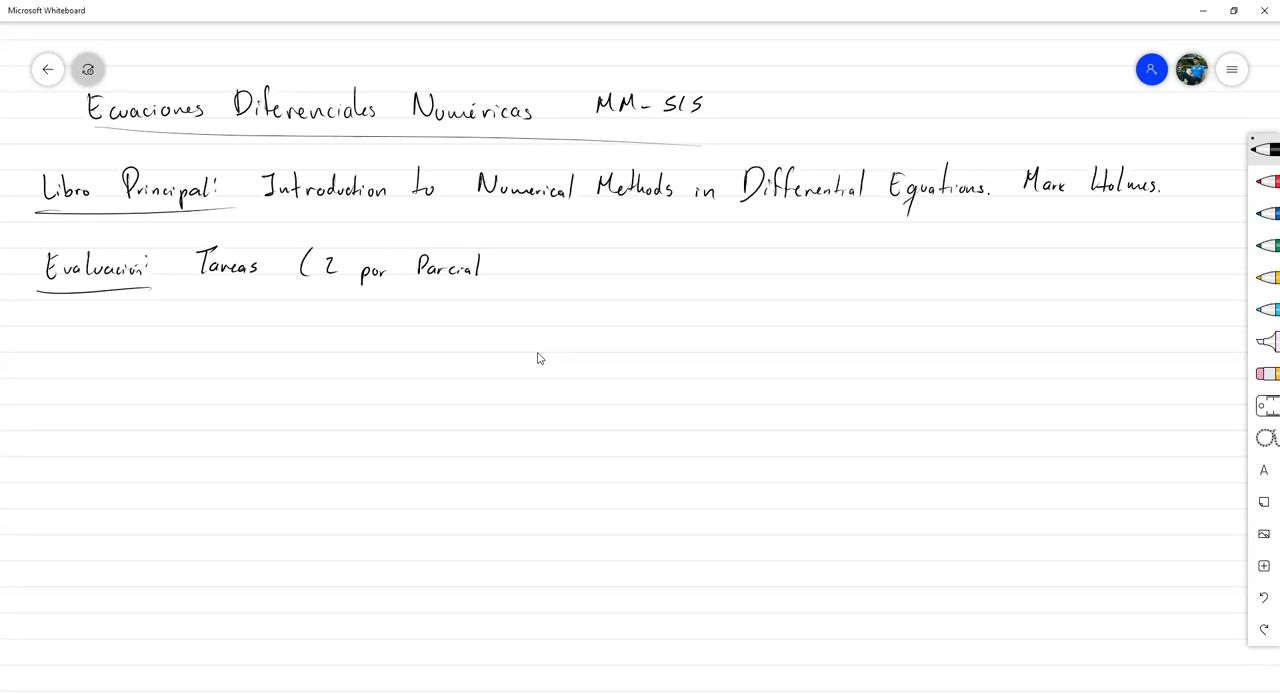 Microsoft Whiteboard
Ecuaciones Diferenciales Numéricas MM-515
Libro Principal: Introduction to Numerical Methods in Differential Equations. Mark Holmes.
Evaluación: Tareas (2 por Parcial
A